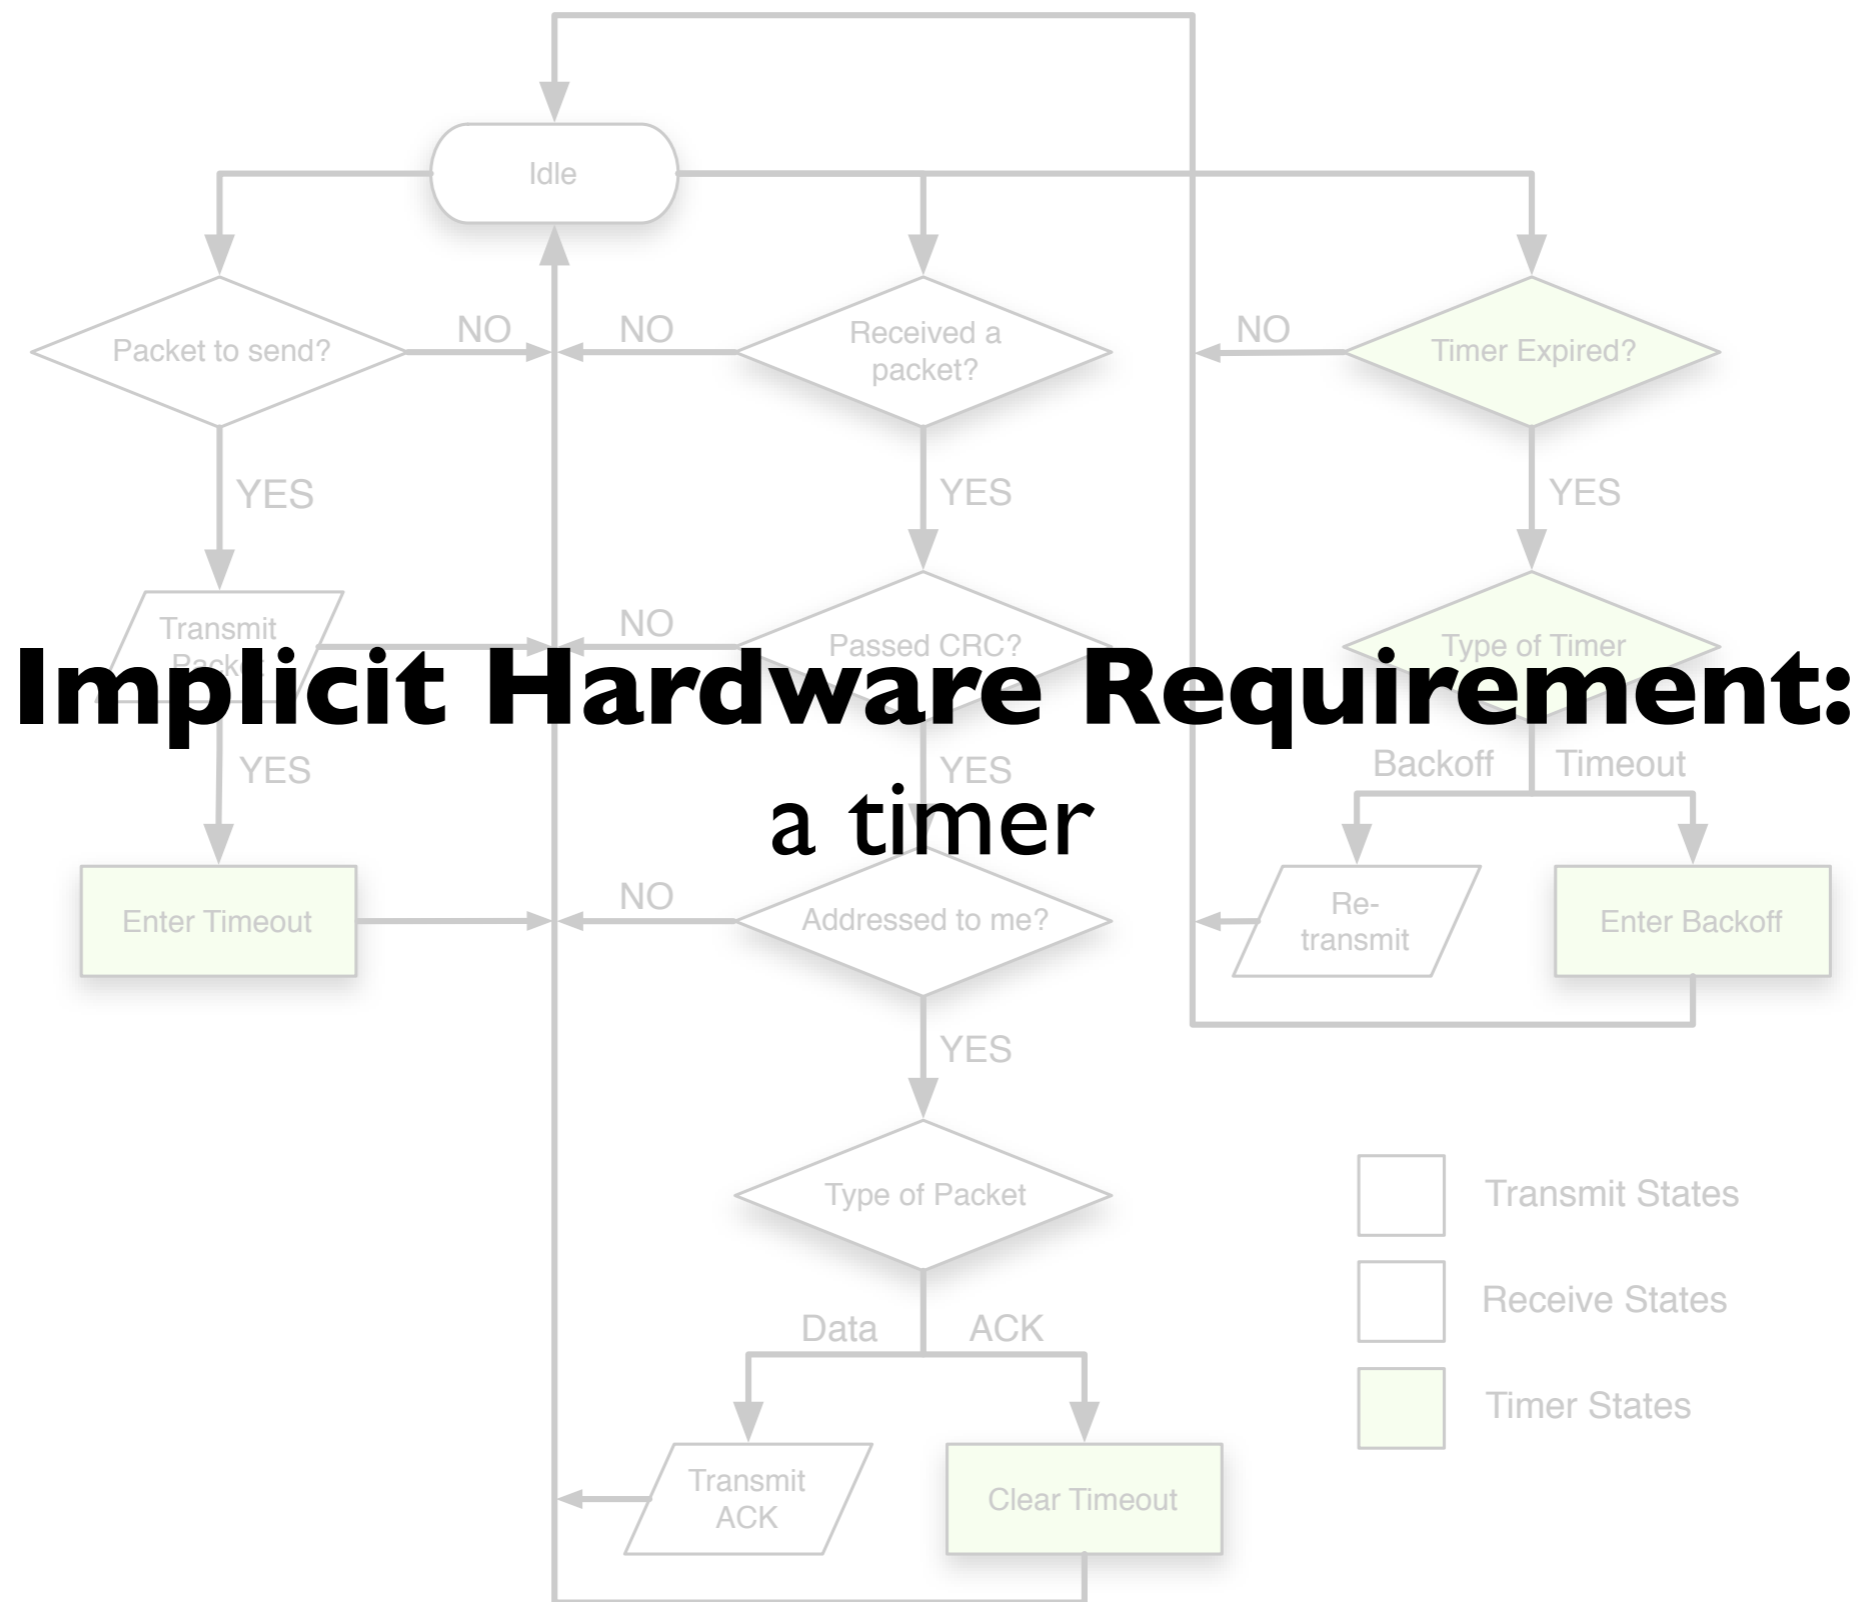 Idle
Packet to send?
NO
NO
Received a
packet?
NO
Timer Expired?
YES
YES
YES
Transmit
Packet
NO
Passed CRC?
Type of Timer
Implicit Hardware Requirement:
a timer
YES
YES
Backoff
Timeout
Enter Timeout
NO
Addressed to me?
Re-
transmit
Enter Backoff
YES
Type of Packet
Transmit States
Receive States
Data
ACK
Timer States
Transmit
ACK
Clear Timeout